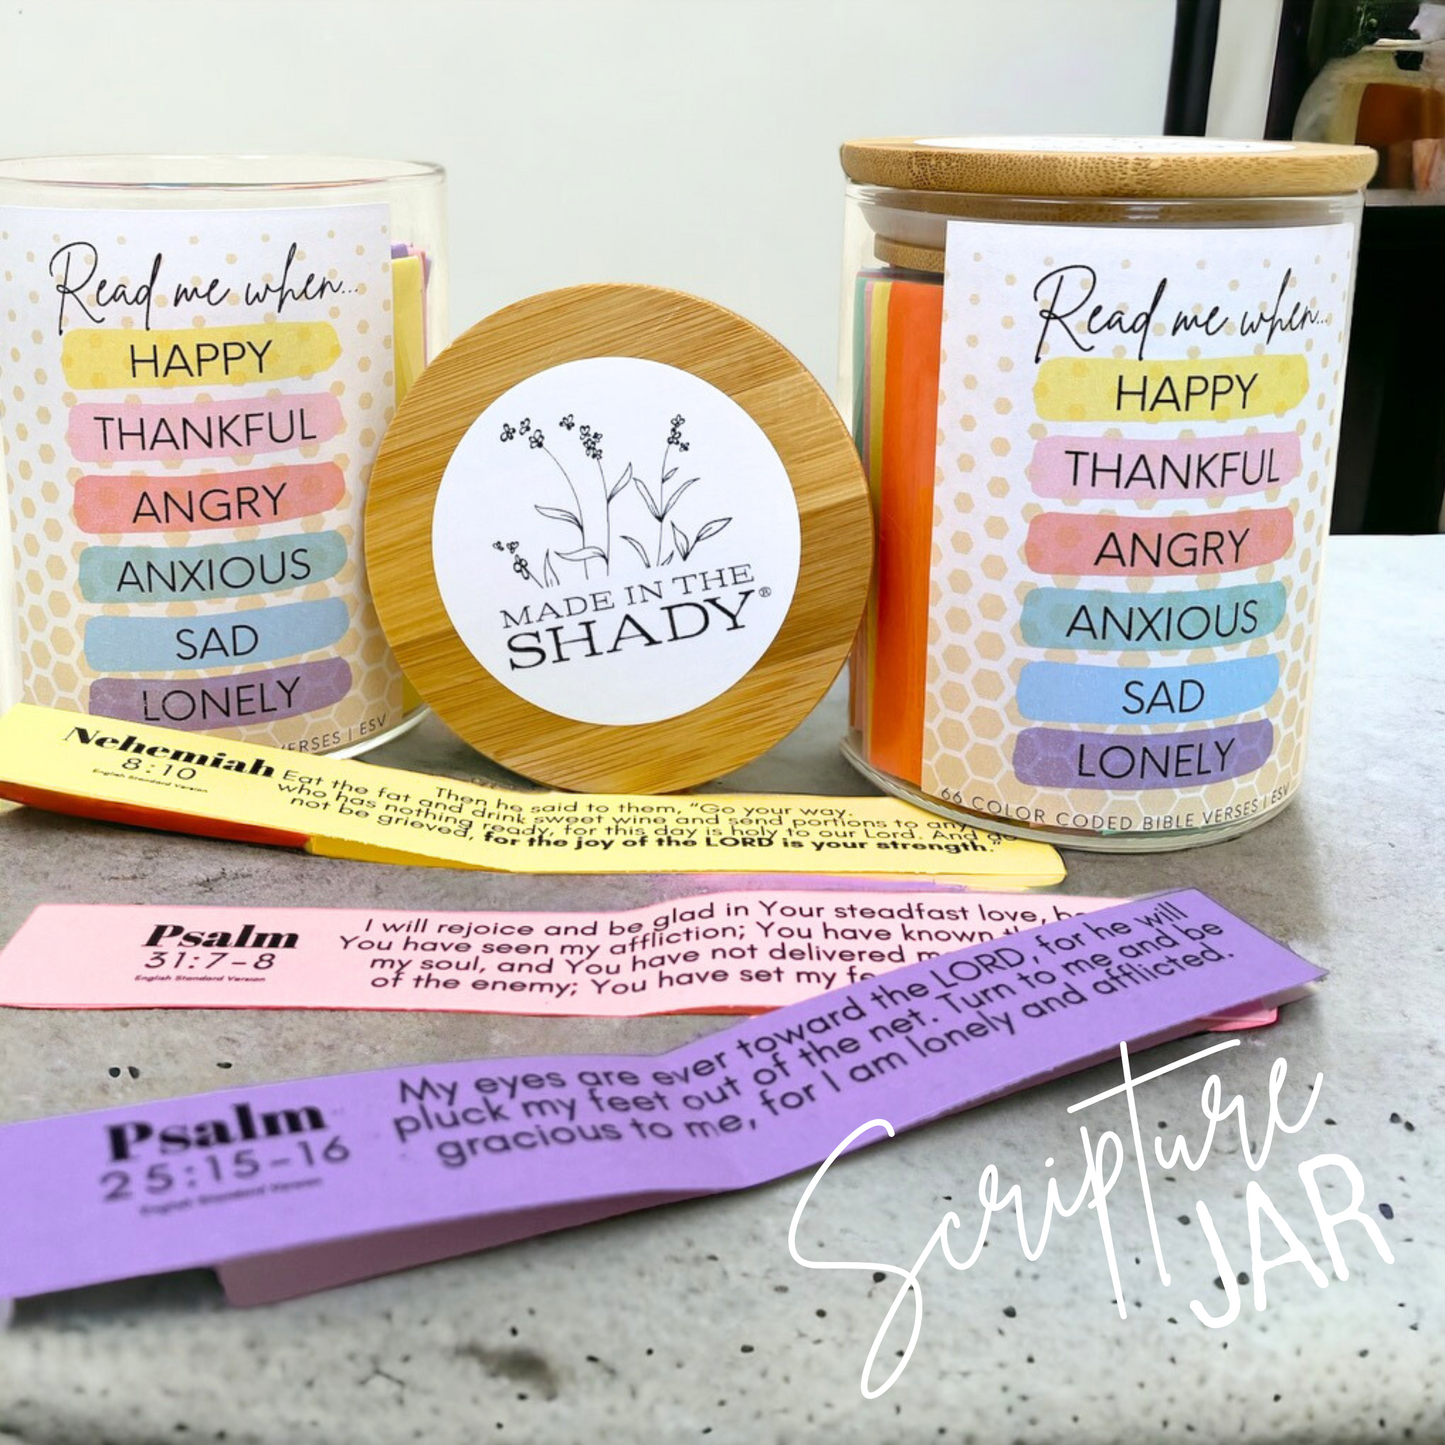 Read me when...
HAPPY
THANKFUL
ANGRY
ANXIOUS
SAD
LONELY
VERSES | ESV
MADE IN THE
SHADY®
Read me when...
HAPPY
THANKFUL
ANGRY
ANXIOUS
SAD
LONELY
66 COLOR CODED BIBLE VERSES | ESV
Nehemiah
8:10
English Standard Version
Then he said to them, "Go your way.
Eat the fat and drink sweet wine and send portions to
who has nothing ready, for this day is holy to our Lord. And do
not be grieved, for the joy of the LORD is your strength."
Psalm
31:7-8
English Standard Version
I will rejoice and be glad in Your steadfast love,
You have seen my affliction; You have known
my soul, and You have not delivered
of the enemy; You have set my
Psalm
25:15-16
English Standard Version
My eyes are ever toward the LORD, for he will
pluck my feet out of the net. Turn to me and be
gracious to me, for I am lonely and afflicted.
Scripture
JAR